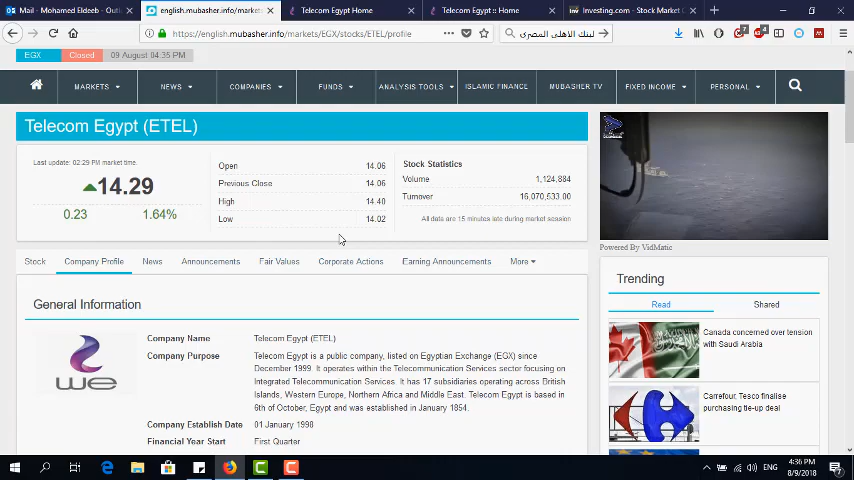 Mail - Mohamed Eldeeb - Outl
english.mubasher.info/market
Telecom Egypt Home
Telecom Egypt :: Home
Investing.com - Stock Market Q
https://english.mubasher.info/markets/EGX/stocks/ETEL/profile
لبنك الاهلى المصرى
EGX
Closed
09 August 04:35 PM
MARKETS
NEWS
COMPANIES
FUNDS
ANALYSIS TOOLS
ISLAMIC FINANCE
MUBASHER TV
FIXED INCOME
PERSONAL
Telecom Egypt (ETEL)
Last update: 02:29 PM market time.
14.29
0.23 1.64%
Open 14.06
Previous Close 14.06
High 14.40
Low 14.02
Stock Statistics
Volume 1,124,884
Turnover 16,070,533.00
All data are 15 minutes late during market session
Powered By VidMatic
Stock
Company Profile
News
Announcements
Fair Values
Corporate Actions
Earning Announcements
More
General Information
we
Company Name Telecom Egypt (ETEL)
Company Purpose Telecom Egypt is a public company, listed on Egyptian Exchange (EGX) since
December 1999. It operates within the Telecommunication Services sector focusing on
Integrated Telecommunication Services. It has 17 subsidiaries operating across British
Islands, Western Europe, Northern Africa and Middle East. Telecom Egypt is based in
6th of October, Egypt and was established in January 1854.
Company Establish Date 01 January 1998
Financial Year Start First Quarter
Trending
Read Shared
Canada concerned over tension
with Saudi Arabia
Carrefour, Tesco finalise
purchasing tie-up deal
ENG
4:36 PM
8/9/2018